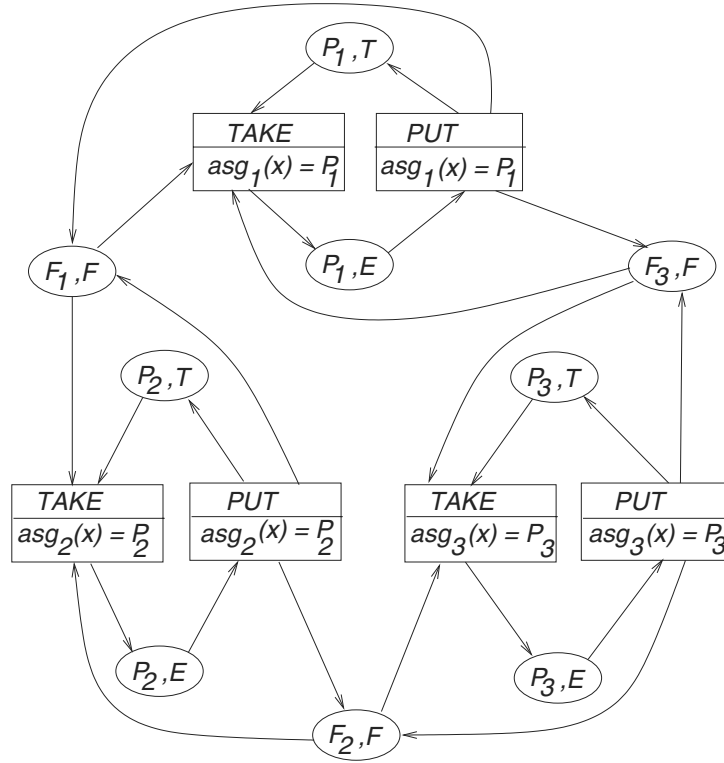 P₁,T
TAKE PUT
asg₁(x) = P₁ asg₁(x) = P₁
P₁,E
F₁,F F₃,F
P₂,T P₃,T
TAKE PUT TAKE PUT
asg₂(x) = P₂ asg₂(x) = P₂ asg₃(x) = P₃ asg₃(x) = P₃
P₂,E P₃,E
F₂,F